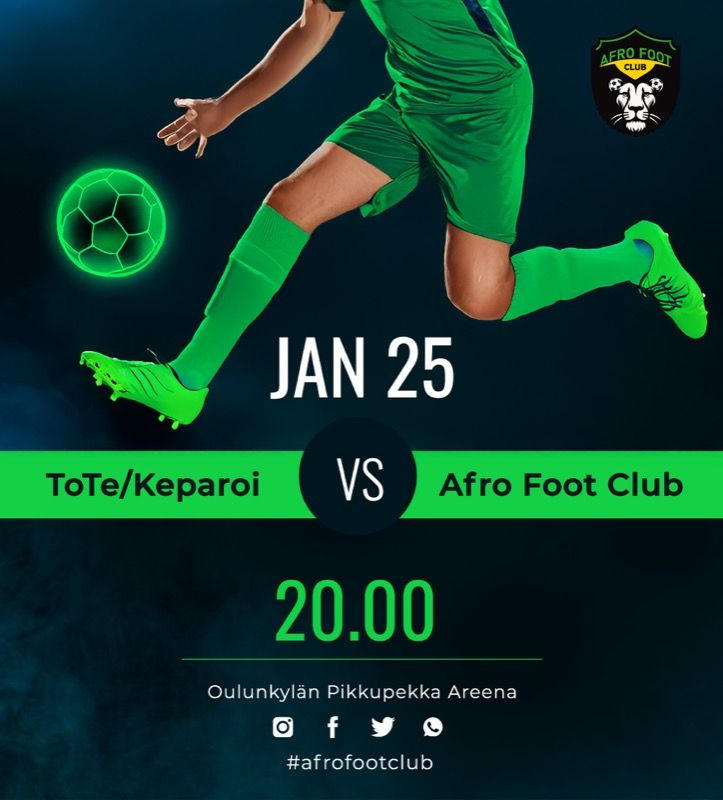 AFRO FOOT
CLUB
JAN 25
ToTe/Keparoi VS Afro Foot Club
20.00
Oulunkylän Pikkupekka Areena
#afrofootclub